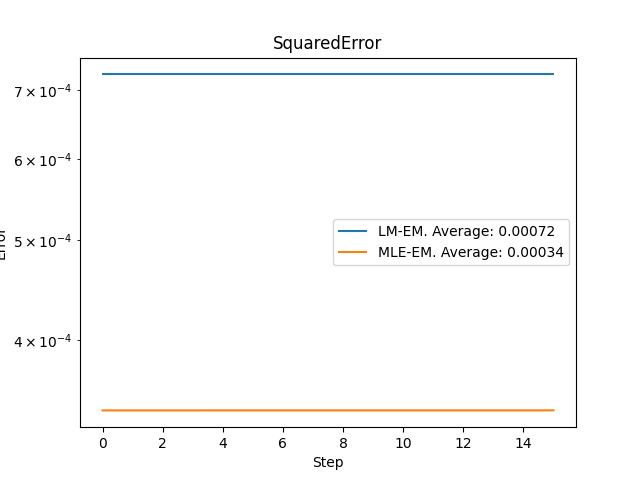 SquaredError
7 × 10⁻⁴
6 × 10⁻⁴
5 × 10⁻⁴
4 × 10⁻⁴
Error
LM-EM. Average: 0.00072
MLE-EM. Average: 0.00034
0 2 4 6 8 10 12 14
Step